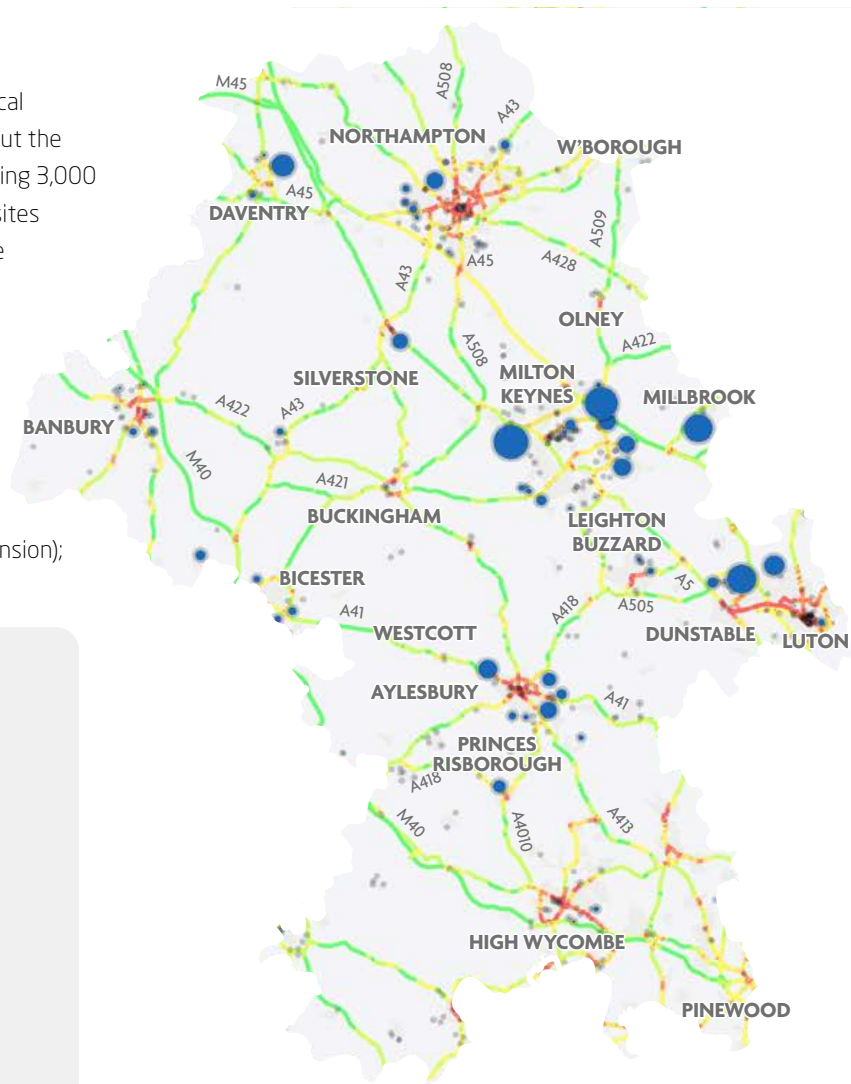 cal
ut the
ing 3,000
sites
e
nsion);
M45
A508
A43
NORTHAMPTON
W'BOROUGH
A45
DAVENTRY
A509
A45
A428
A43
OLNEY
A508
A422
SILVERSTONE
MILTON
KEYNES
MILLBROOK
A422
A43
BANBURY
M40
A421
BUCKINGHAM
LEIGHTON
BUZZARD
BICESTER
A5
A41
A418
A505
WESTCOTT
DUNSTABLE
LUTON
AYLESBURY
A41
PRINCES
RISBOROUGH
A418
M40
A4010
A413
HIGH WYCOMBE
PINEWOOD